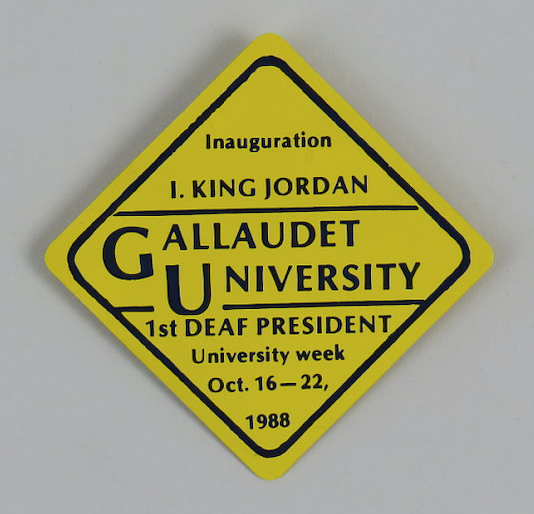 Inauguration
I. KING JORDAN
GALLAUDET
UNIVERSITY
1st DEAF PRESIDENT
University week
Oct. 16—22,
1988